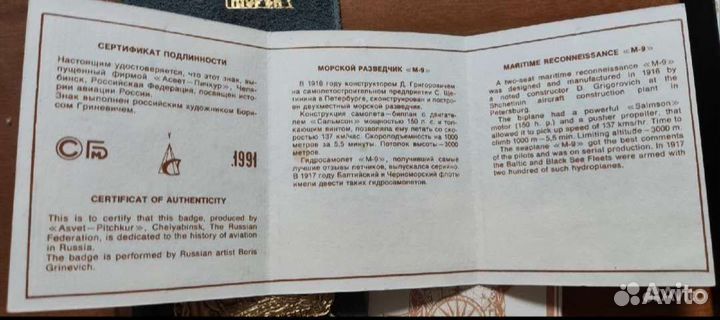 СЕРТИФИКАТ ПОДЛИННОСТИ
Настоящим удостоверяется, что этот знак, вы-
пущенный фирмой «Асвет—Пичкур», Челя-
бинск, Российская Федерация, посвящен исто-
рии авиации России.
Знак выполнен российским художником Бори-
сом Гриневичем.
1991
CERTIFICATE OF AUTHENTICITY
This is to certify that this badge, produced by
«Asvet—Pitchkur», Chelyabinsk, The Russian
Federation, is dedicated to the history of aviation
in Russia.
The badge is performed by Russian artist Boris
Grinevich.
МОРСКОЙ РАЗВЕДЧИК «М-9»
В 1916 году конструктором Д. Григоровичем
на самолетостроительном предприятии С. Ще-
тинина в Петербурге, сконструирован и постро-
ен двухместный морской разведчик.
Конструкция самолета—биплан с двигате-
лем «Сальмсон» мощностью 150 л. с. и тол-
кающим винтом, позволяла ему летать со ско-
ростью 137 км/час. Скороподъемность на 1000
метров за 5,5 минуты. Потолок высоты—3000
метров.
Гидросамолет «М-9», получивший самые
лучшие отзывы летчиков, выпускался серийно.
В 1917 году Балтийский и Черноморский флоты
имели двести таких гидросамолетов.
MARITIME RECONNEISSANCE «M-9»
A two-seat maritime reconneissance «M-9»
was designed and manufactured in 1916 by
a noted constructor D. Grigorovich at the
Shchetinin aircraft construction plant in
Petersburg.
The biplane had a powerful «Salmson»
motor (150 h. p.) and a pusher propeller, that
allowed it to pick up speed of 137 km/hr. Time to
climb 1000 m—5,5 min. Lathing altitude—3000 m.
The seaplane «M-9» got the best comments
of the pilots and was on serial production. In 1917
the Baltic and Black See Fleets were armed with
two hundred of such hydroplanes.
Avito